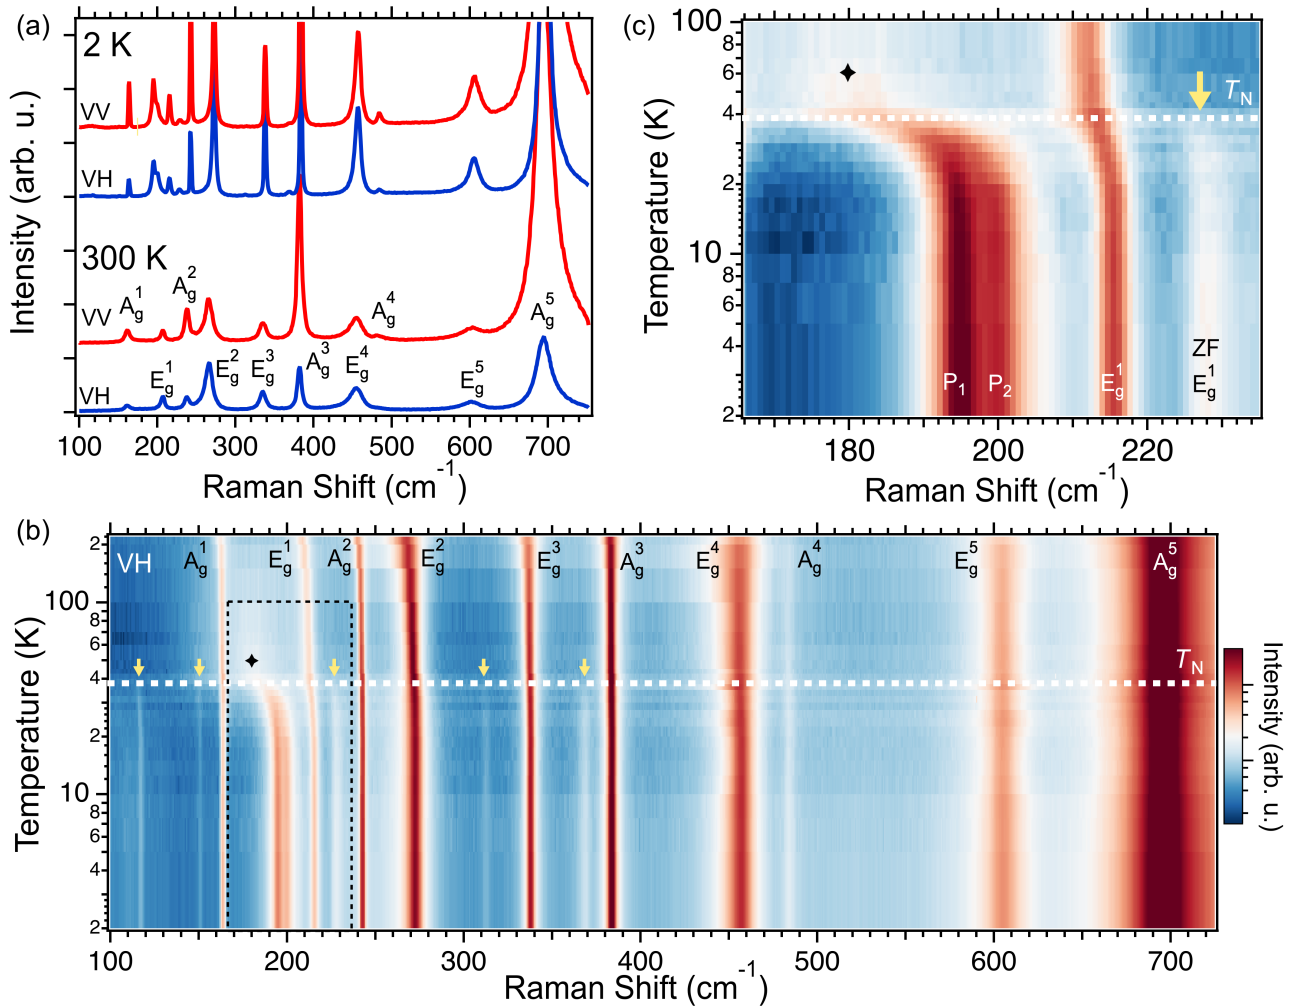 (a)
2 K
VV
VH
300 K
A_g^1
A_g^2
A_g^4
A_g^5
VV
E_g^1
E_g^2
E_g^3
A_g^3
E_g^4
E_g^5
VH
100 200 300 400 500 600 700
Raman Shift (cm^-1)
Intensity (arb. u.)
(c)
100
8
6
4
2
10
8
6
4
2
Temperature (K)
T_N
ZF
P_1 P_2 E_g^1 E_g^1
180 200 220
Raman Shift (cm^-1)
(b)
VH A_g^1 E_g^1 A_g^2 E_g^2 E_g^3 A_g^3 E_g^4 A_g^4 E_g^5 A_g^5
T_N
2
100
8
6
4
2
10
8
6
4
2
Temperature (K)
100 200 300 400 500 600 700
Raman Shift (cm^-1)
Intensity (arb. u.)